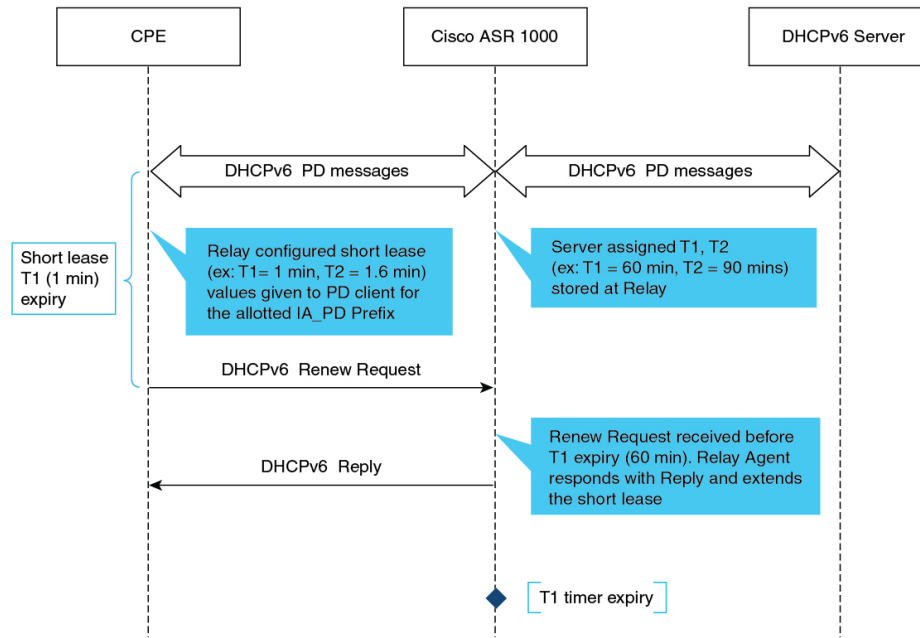 CPE
Cisco ASR 1000
DHCPv6 Server
DHCPv6 PD messages
DHCPv6 PD messages
Short lease
T1 (1 min)
expiry
Relay configured short lease
(ex: T1= 1 min, T2 = 1.6 min)
values given to PD client for
the allotted IA_PD Prefix
Server assigned T1, T2
(ex: T1 = 60 min, T2 = 90 mins)
stored at Relay
DHCPv6 Renew Request
Renew Request received before
T1 expiry (60 min). Relay Agent
responds with Reply and extends
the short lease
DHCPv6 Reply
T1 timer expiry